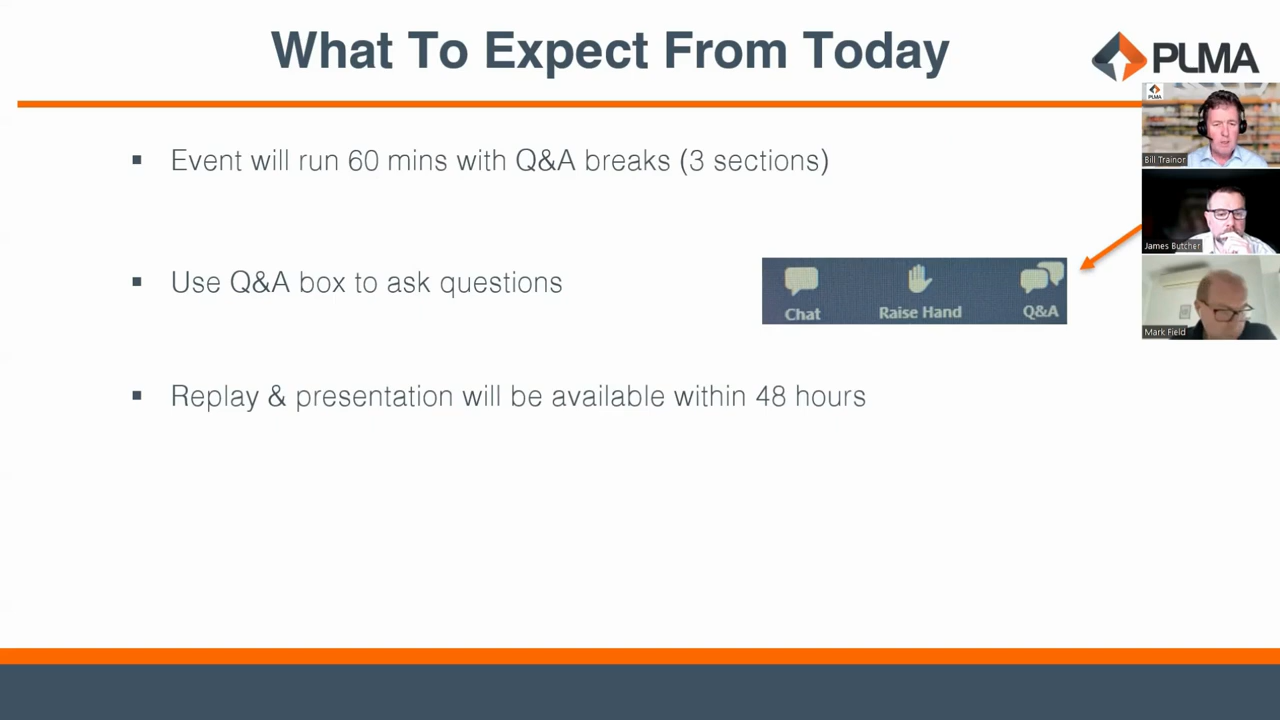 What To Expect From Today
PLMA
PLMA
Bill Trainor
▪ Event will run 60 mins with Q&A breaks (3 sections)
James Butcher
▪ Use Q&A box to ask questions
Chat
Raise Hand
Q&A
Mark Field
▪ Replay & presentation will be available within 48 hours